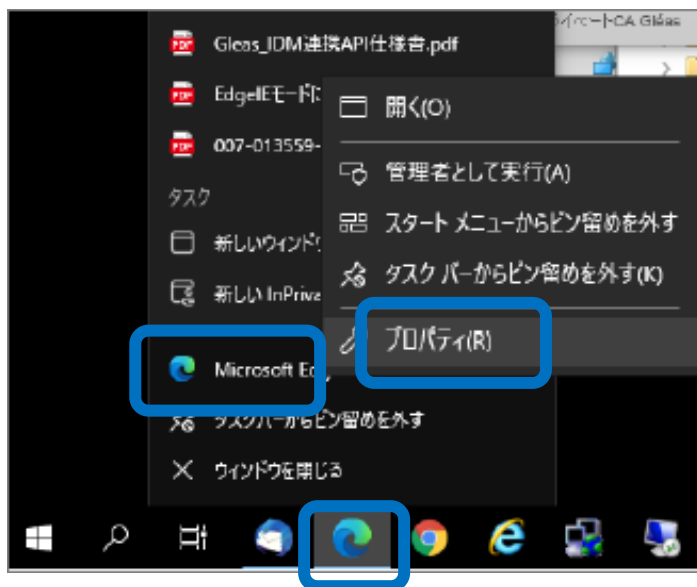 Gleas_IDM連携API仕様書.pdf
EdgeIEモードに
007-013559-
タスク
新しいウィンドウ
新しい InPriva
Microsoft Edg
タスクバーからピン留めを外す
ウィンドウを閉じる
開く(O)
管理者として実行(A)
スタート メニューからピン留めを外す
タスク バーからピン留めを外す(K)
プロパティ(R)
イベートCA Gléas